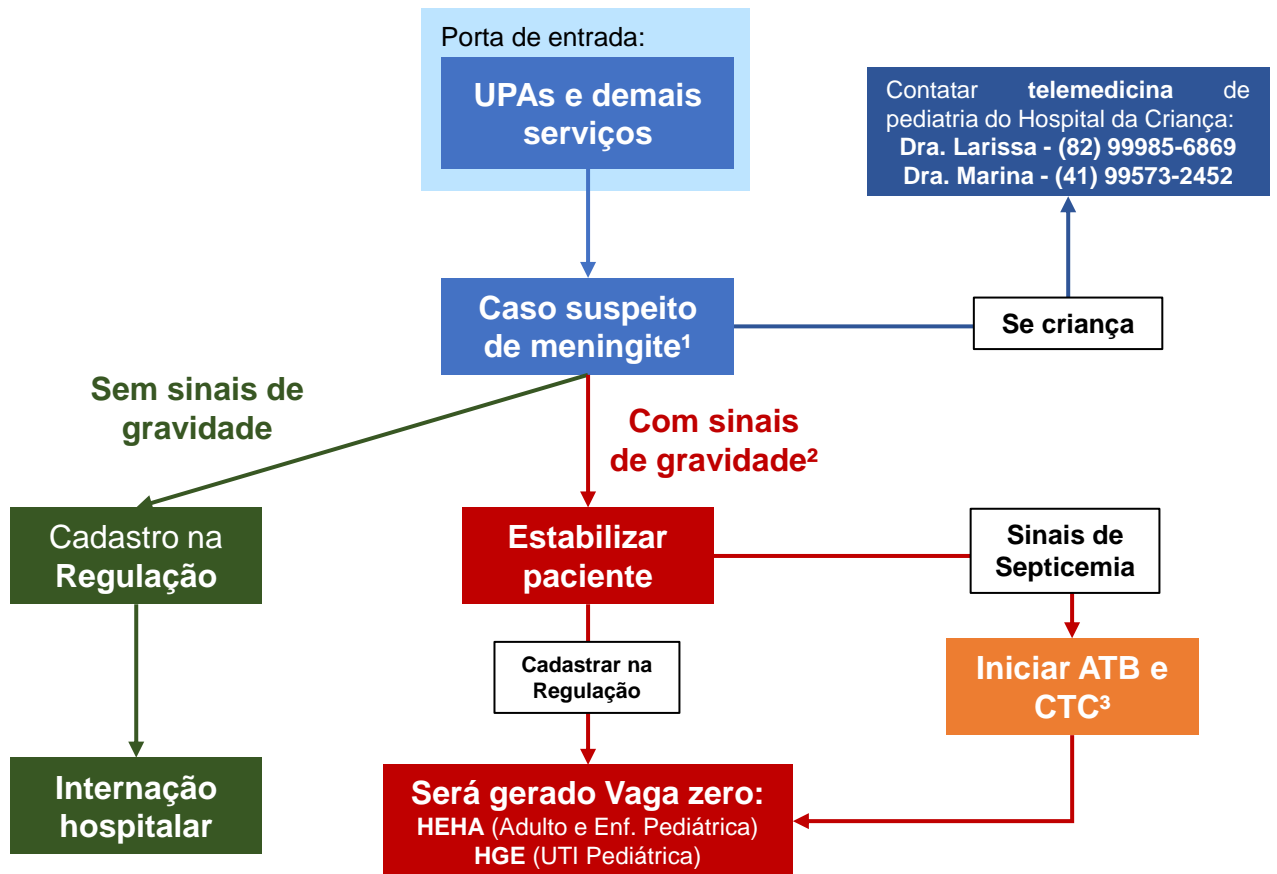 Porta de entrada:
UPAs e demais
serviços
Contatar telemedicina de
pediatria do Hospital da Criança:
Dra. Larissa - (82) 99985-6869
Dra. Marina - (41) 99573-2452
Caso suspeito
de meningite¹
Se criança
Sem sinais de
gravidade
Com sinais
de gravidade²
Cadastro na
Regulação
Estabilizar
paciente
Sinais de
Septicemia
Cadastrar na
Regulação
Iniciar ATB e
CTC³
Internação
hospitalar
Será gerado Vaga zero:
HEHA (Adulto e Enf. Pediátrica)
HGE (UTI Pediátrica)